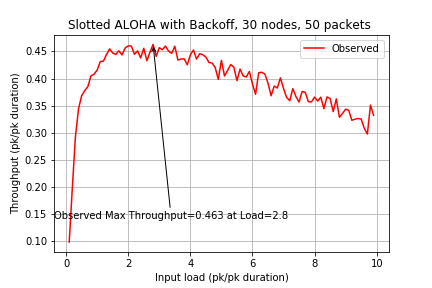 Slotted ALOHA with Backoff, 30 nodes, 50 packets
Observed
Throughput (pk/pk duration)
0.45
0.40
0.35
0.30
0.25
0.20
0.15
0.10
Observed Max Throughput=0.463 at Load=2.8
0 2 4 6 8 10
Input load (pk/pk duration)